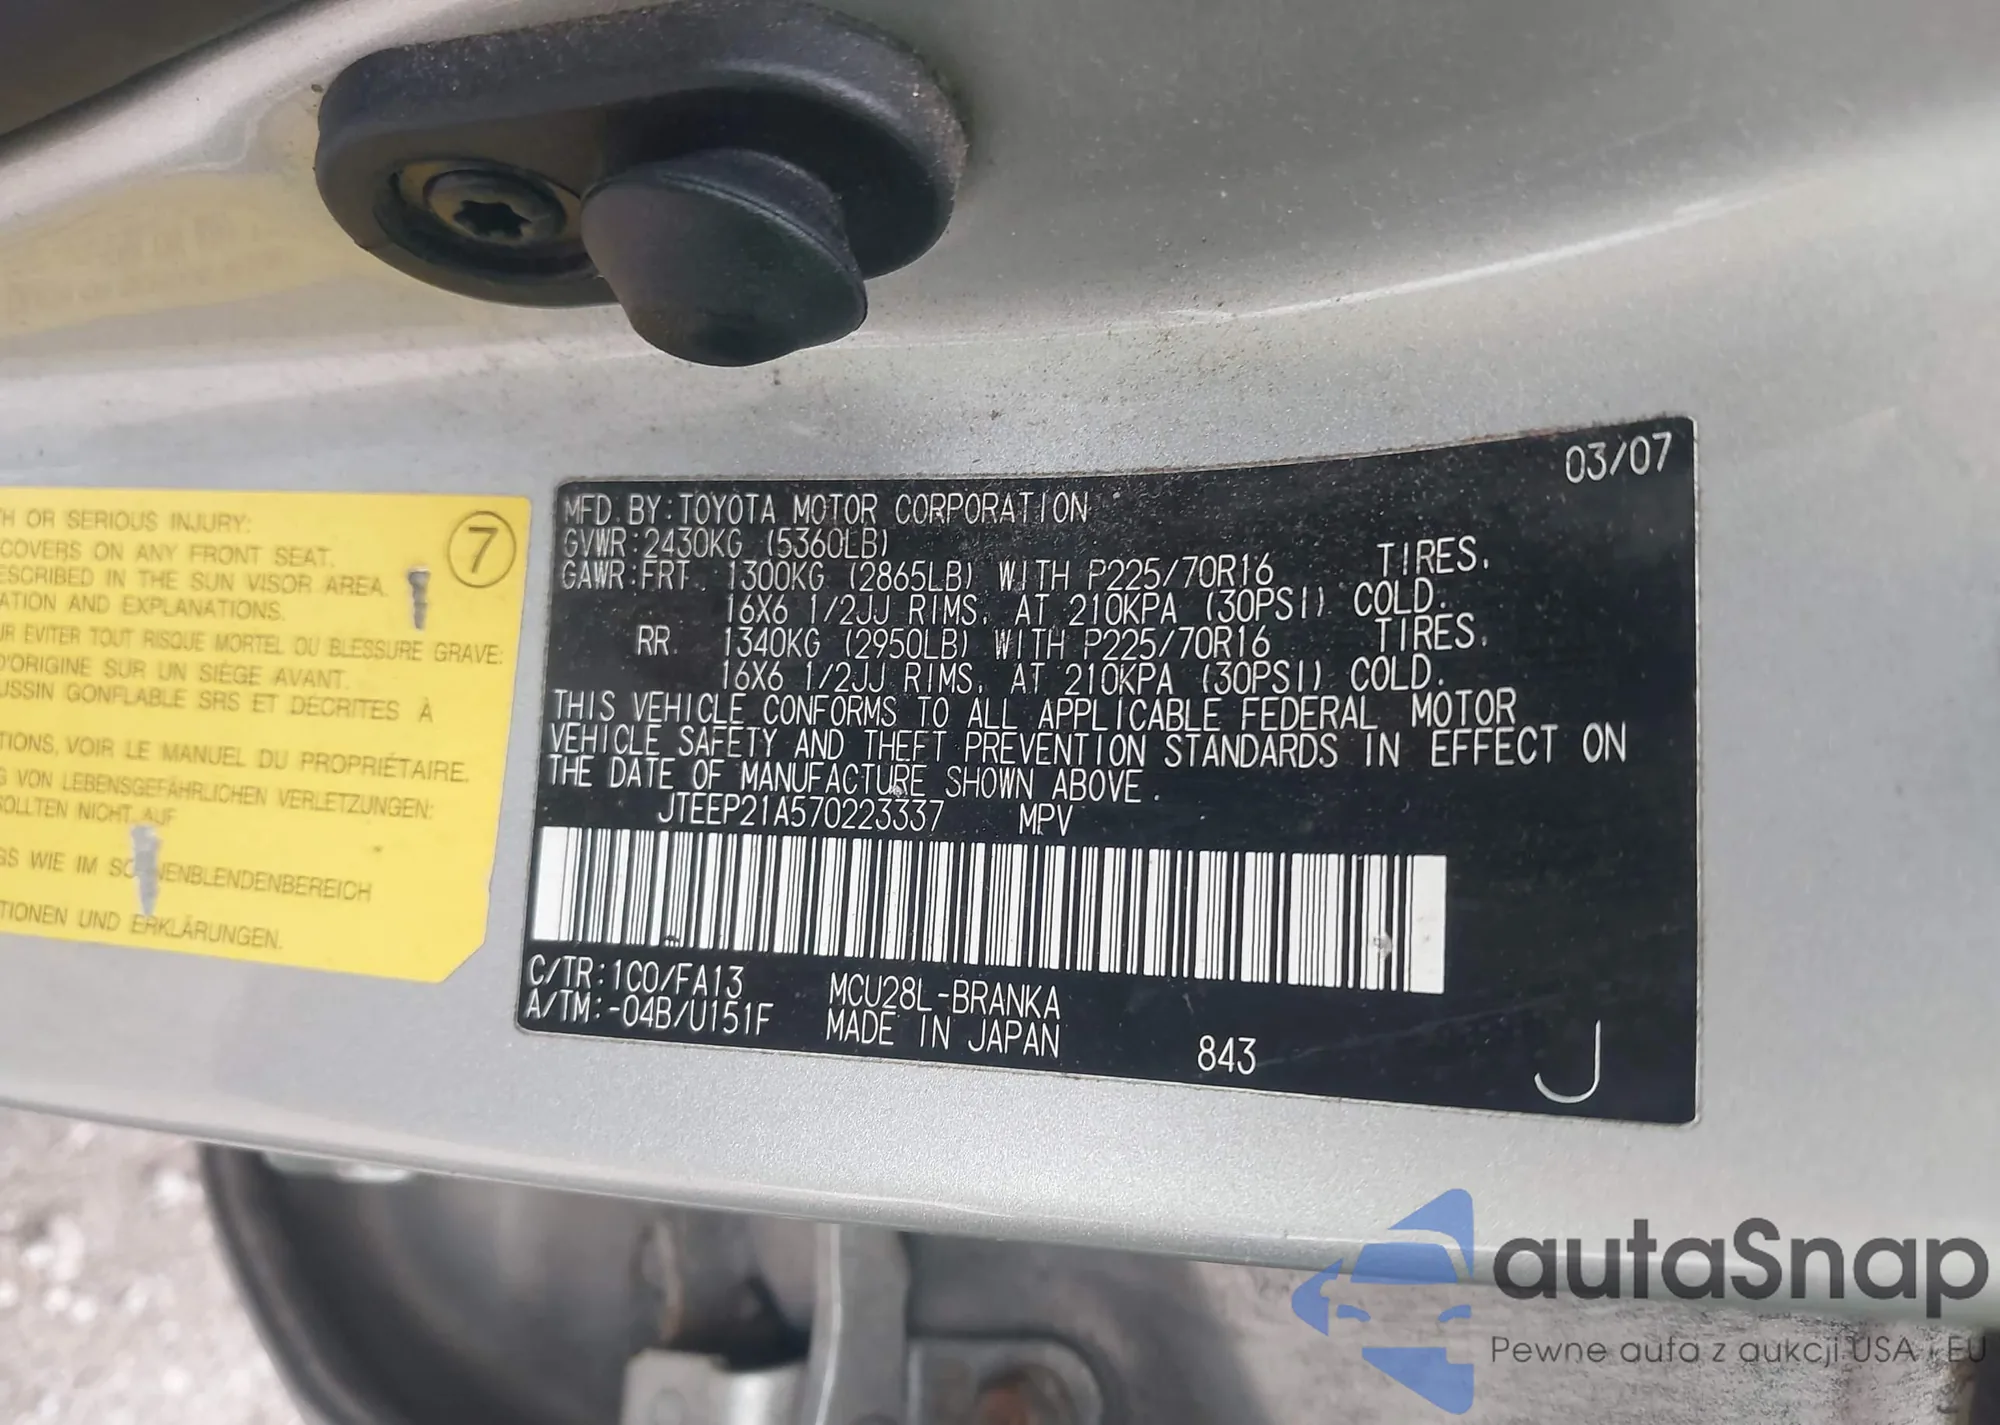 H OR SERIOUS INJURY:
COVERS ON ANY FRONT SEAT.
ESCRIBED IN THE SUN VISOR AREA.
ATION AND EXPLANATIONS.
UR ÉVITER TOUT RISQUE MORTEL OU BLESSURE GRAVE:
D'ORIGINE SUR UN SIÈGE AVANT.
USSIN GONFLABLE SRS ET DÉCRITES À
TIONS, VOIR LE MANUEL DU PROPRIÉTAIRE.
G VON LEBENSGEFÄHRLICHEN VERLETZUNGEN:
SOLLTEN NICHT AUF
GS WIE IM SONNENBLENDENBEREICH
TIONEN UND ERKLÄRUNGEN.
7
03/07
MFD. BY: TOYOTA MOTOR CORPORATION
GVWR: 2430KG (5360LB)
GAWR: FRT. 1300KG (2865LB) WITH P225/70R16 TIRES.
16X6 1/2JJ RIMS. AT 210KPA (30PSI) COLD.
RR. 1340KG (2950LB) WITH P225/70R16 TIRES.
16X6 1/2JJ RIMS. AT 210KPA (30PSI) COLD.
THIS VEHICLE CONFORMS TO ALL APPLICABLE FEDERAL MOTOR
VEHICLE SAFETY AND THEFT PREVENTION STANDARDS IN EFFECT ON
THE DATE OF MANUFACTURE SHOWN ABOVE.
JTEEP21A570223337 MPV
C/TR: 1C0/FA13 MCU28L-BRANKA
A/TM: -04B/U151F MADE IN JAPAN
843
J
autaSnap
Pewne auta z aukcji USA i EU